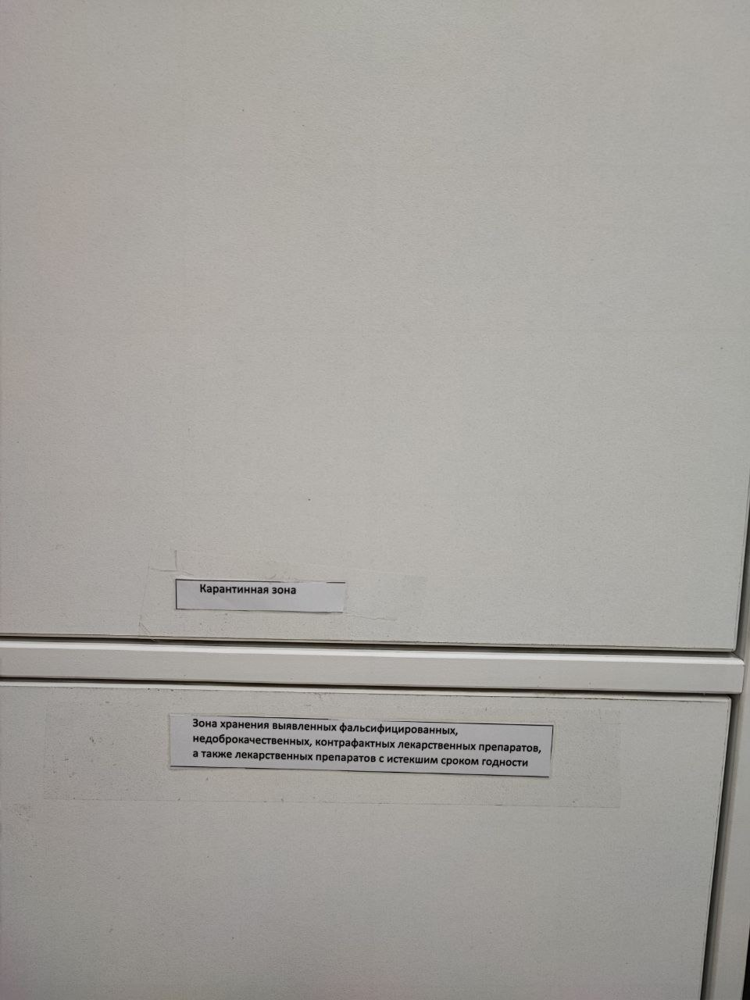 Карантинная зона
Зона хранения выявленных фальсифицированных,
недоброкачественных, контрафактных лекарственных препаратов,
а также лекарственных препаратов с истекшим сроком годности